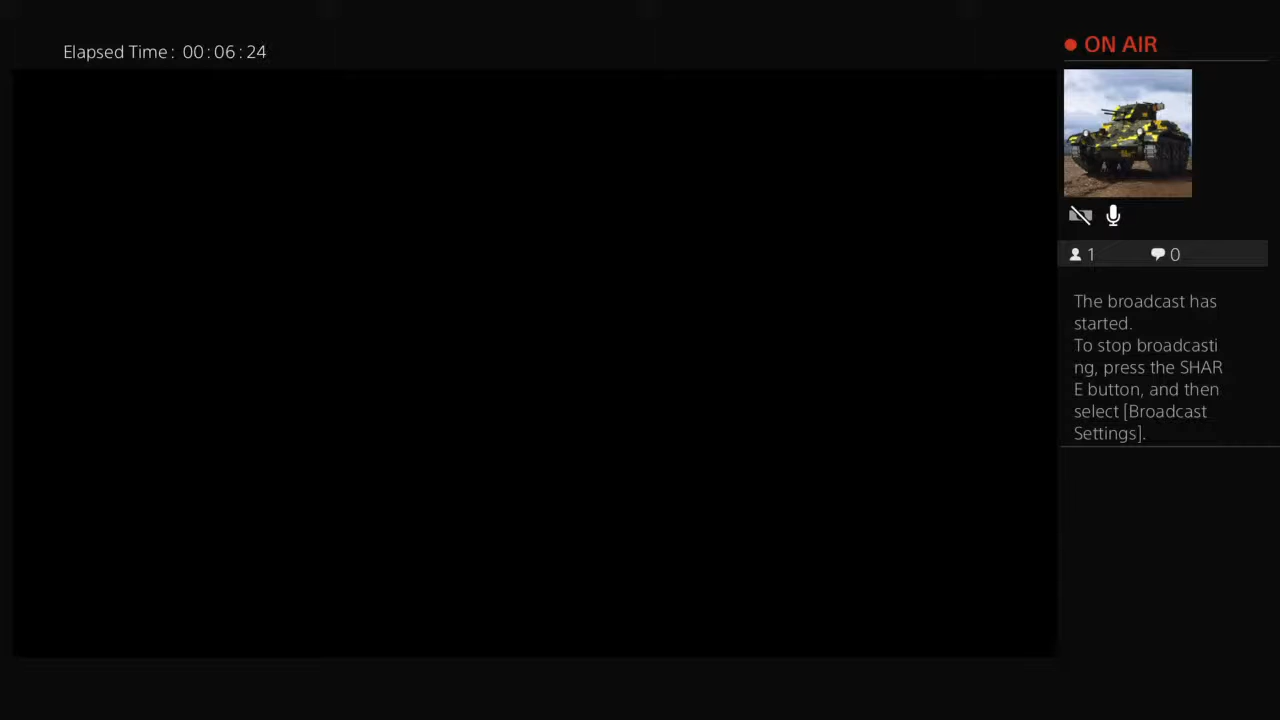 Elapsed Time: 00:06:24
ON AIR
1 0
The broadcast has
started.
To stop broadcasti
ng, press the SHAR
E button, and then
select [Broadcast
Settings].